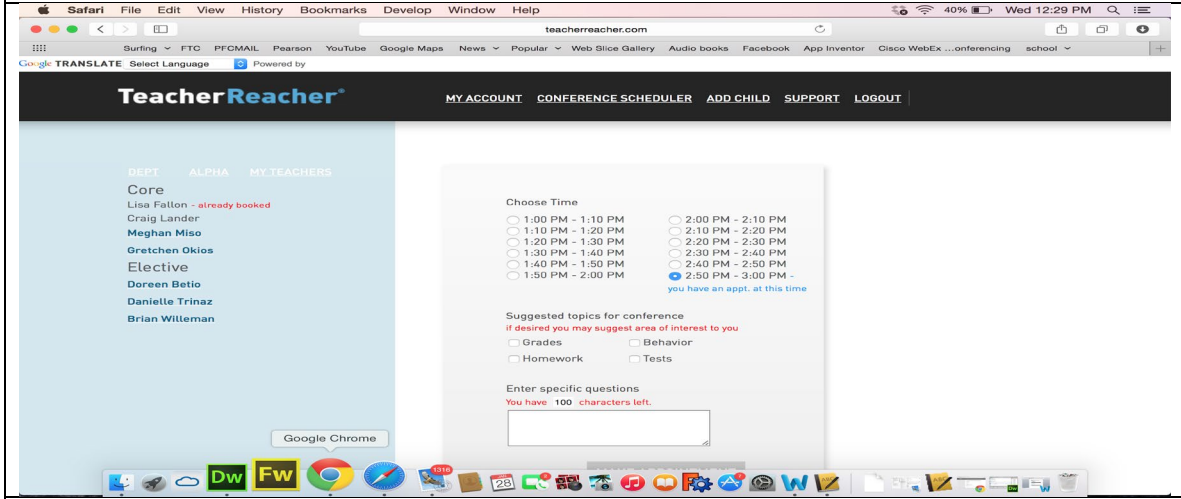 Safari File Edit View History Bookmarks Develop Window Help 40% Wed 12:29 PM
teacherreacher.com
Surfing FTC PFCMAIL Pearson YouTube Google Maps News Popular Web Slice Gallery Audio books Facebook App Inventor Cisco WebEx ...onferencing school
Google TRANSLATE Select Language Powered by
TeacherReacher® MY ACCOUNT CONFERENCE SCHEDULER ADD CHILD SUPPORT LOGOUT
DEPT ALPHA MY TEACHERS
Core
Lisa Fallon - already booked
Craig Lander
Meghan Miso
Gretchen Okios
Elective
Doreen Betio
Danielle Trinaz
Brian Willeman
Choose Time
1:00 PM - 1:10 PM 2:00 PM - 2:10 PM
1:10 PM - 1:20 PM 2:10 PM - 2:20 PM
1:20 PM - 1:30 PM 2:20 PM - 2:30 PM
1:30 PM - 1:40 PM 2:30 PM - 2:40 PM
1:40 PM - 1:50 PM 2:40 PM - 2:50 PM
1:50 PM - 2:00 PM 2:50 PM - 3:00 PM -
you have an appt. at this time
Suggested topics for conference
if desired you may suggest area of interest to you
Grades Behavior
Homework Tests
Enter specific questions
You have 100 characters left.
Google Chrome
Dw Fw 1316 28